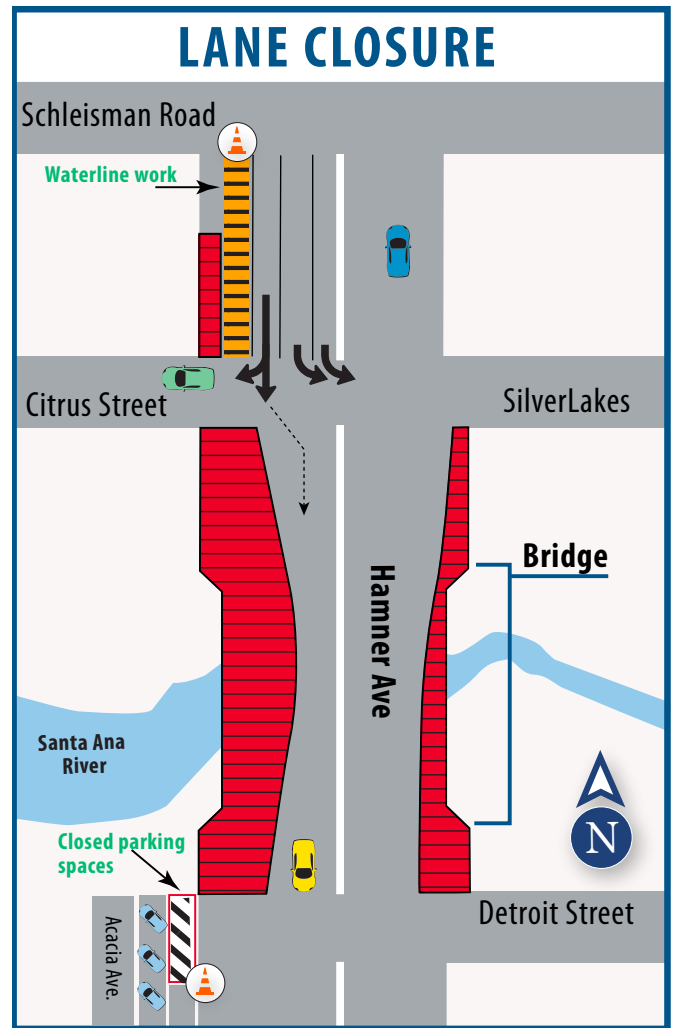 LANE CLOSURE
Schleisman Road
Waterline work
Citrus Street
SilverLakes
Bridge
Hamner Ave
Santa Ana
River
N
Closed parking
spaces
Acacia Ave.
Detroit Street